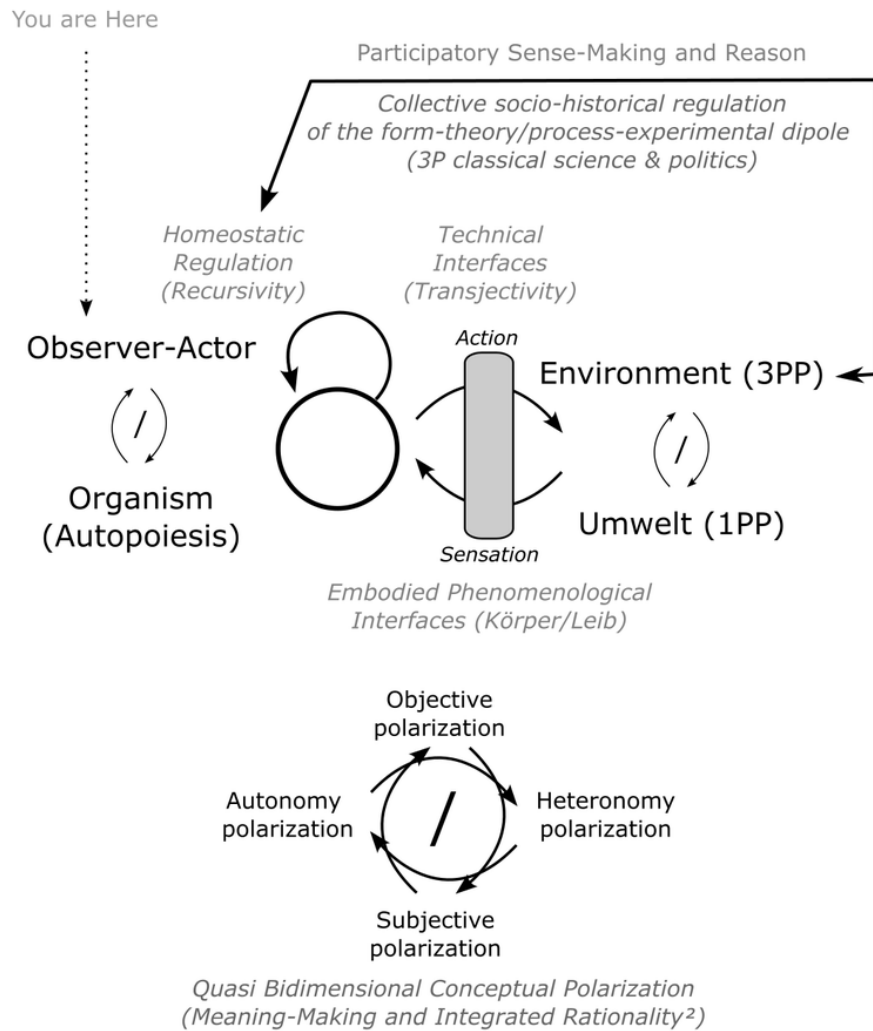 You are Here
Participatory Sense-Making and Reason
Collective socio-historical regulation
of the form-theory/process-experimental dipole
(3P classical science & politics)
Homeostatic
Regulation
(Recursivity)
Technical
Interfaces
(Transjectivity)
Observer-Actor
/
Organism
(Autopoiesis)
Action
Sensation
Environment (3PP)
/
Umwelt (1PP)
Embodied Phenomenological
Interfaces (Körper/Leib)
Objective
polarization
Autonomy
polarization
/
Heteronomy
polarization
Subjective
polarization
Quasi Bidimensional Conceptual Polarization
(Meaning-Making and Integrated Rationality²)